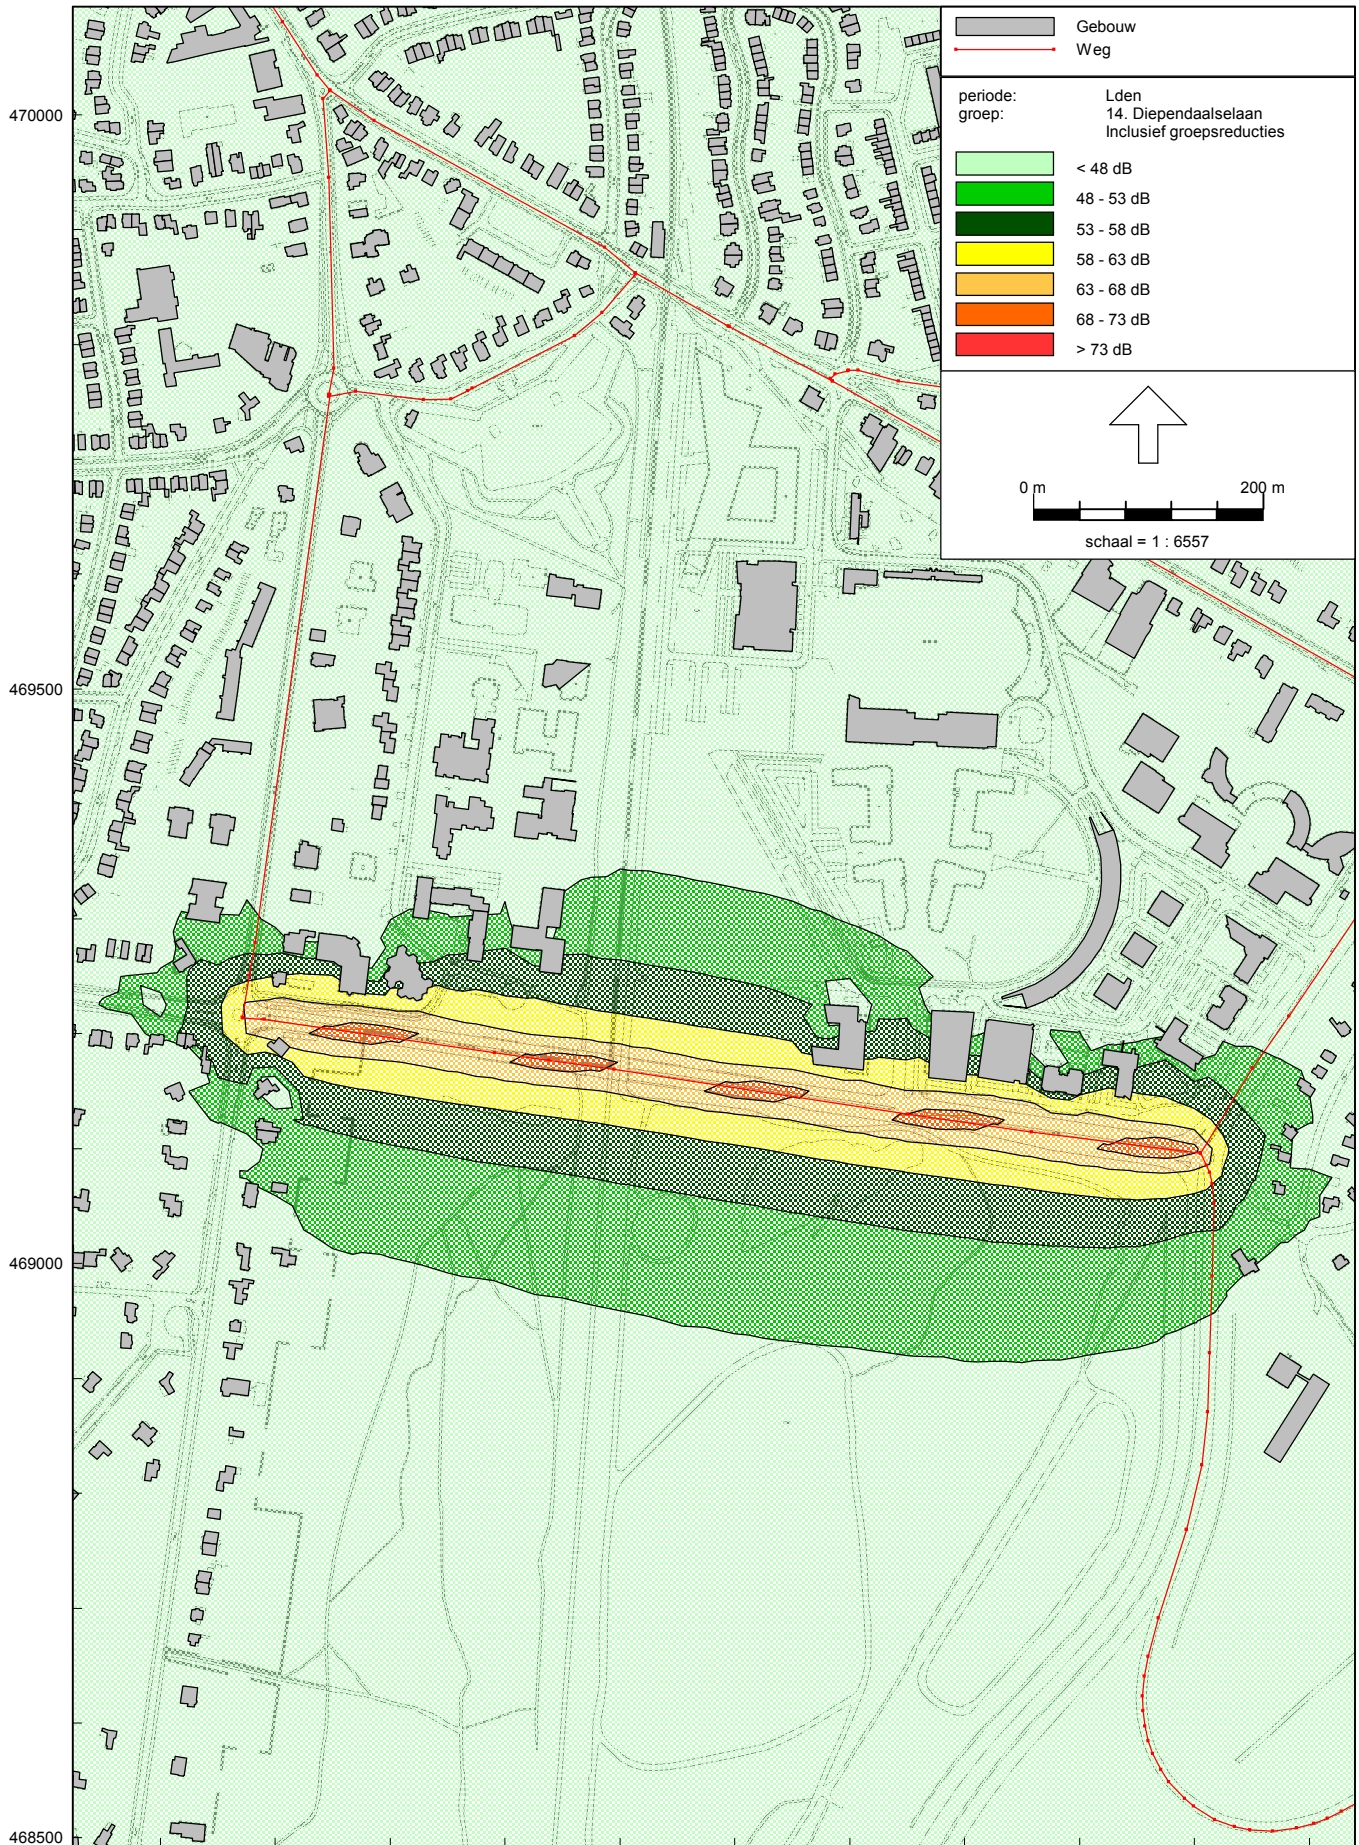 Gebouw
Weg
periode: Lden
groep: 14. Diependaalselaan
Inclusief groepsreducties
< 48 dB
48 - 53 dB
53 - 58 dB
58 - 63 dB
63 - 68 dB
68 - 73 dB
> 73 dB
0 m 200 m
schaal = 1 : 6557
470000
469500
469000
468500